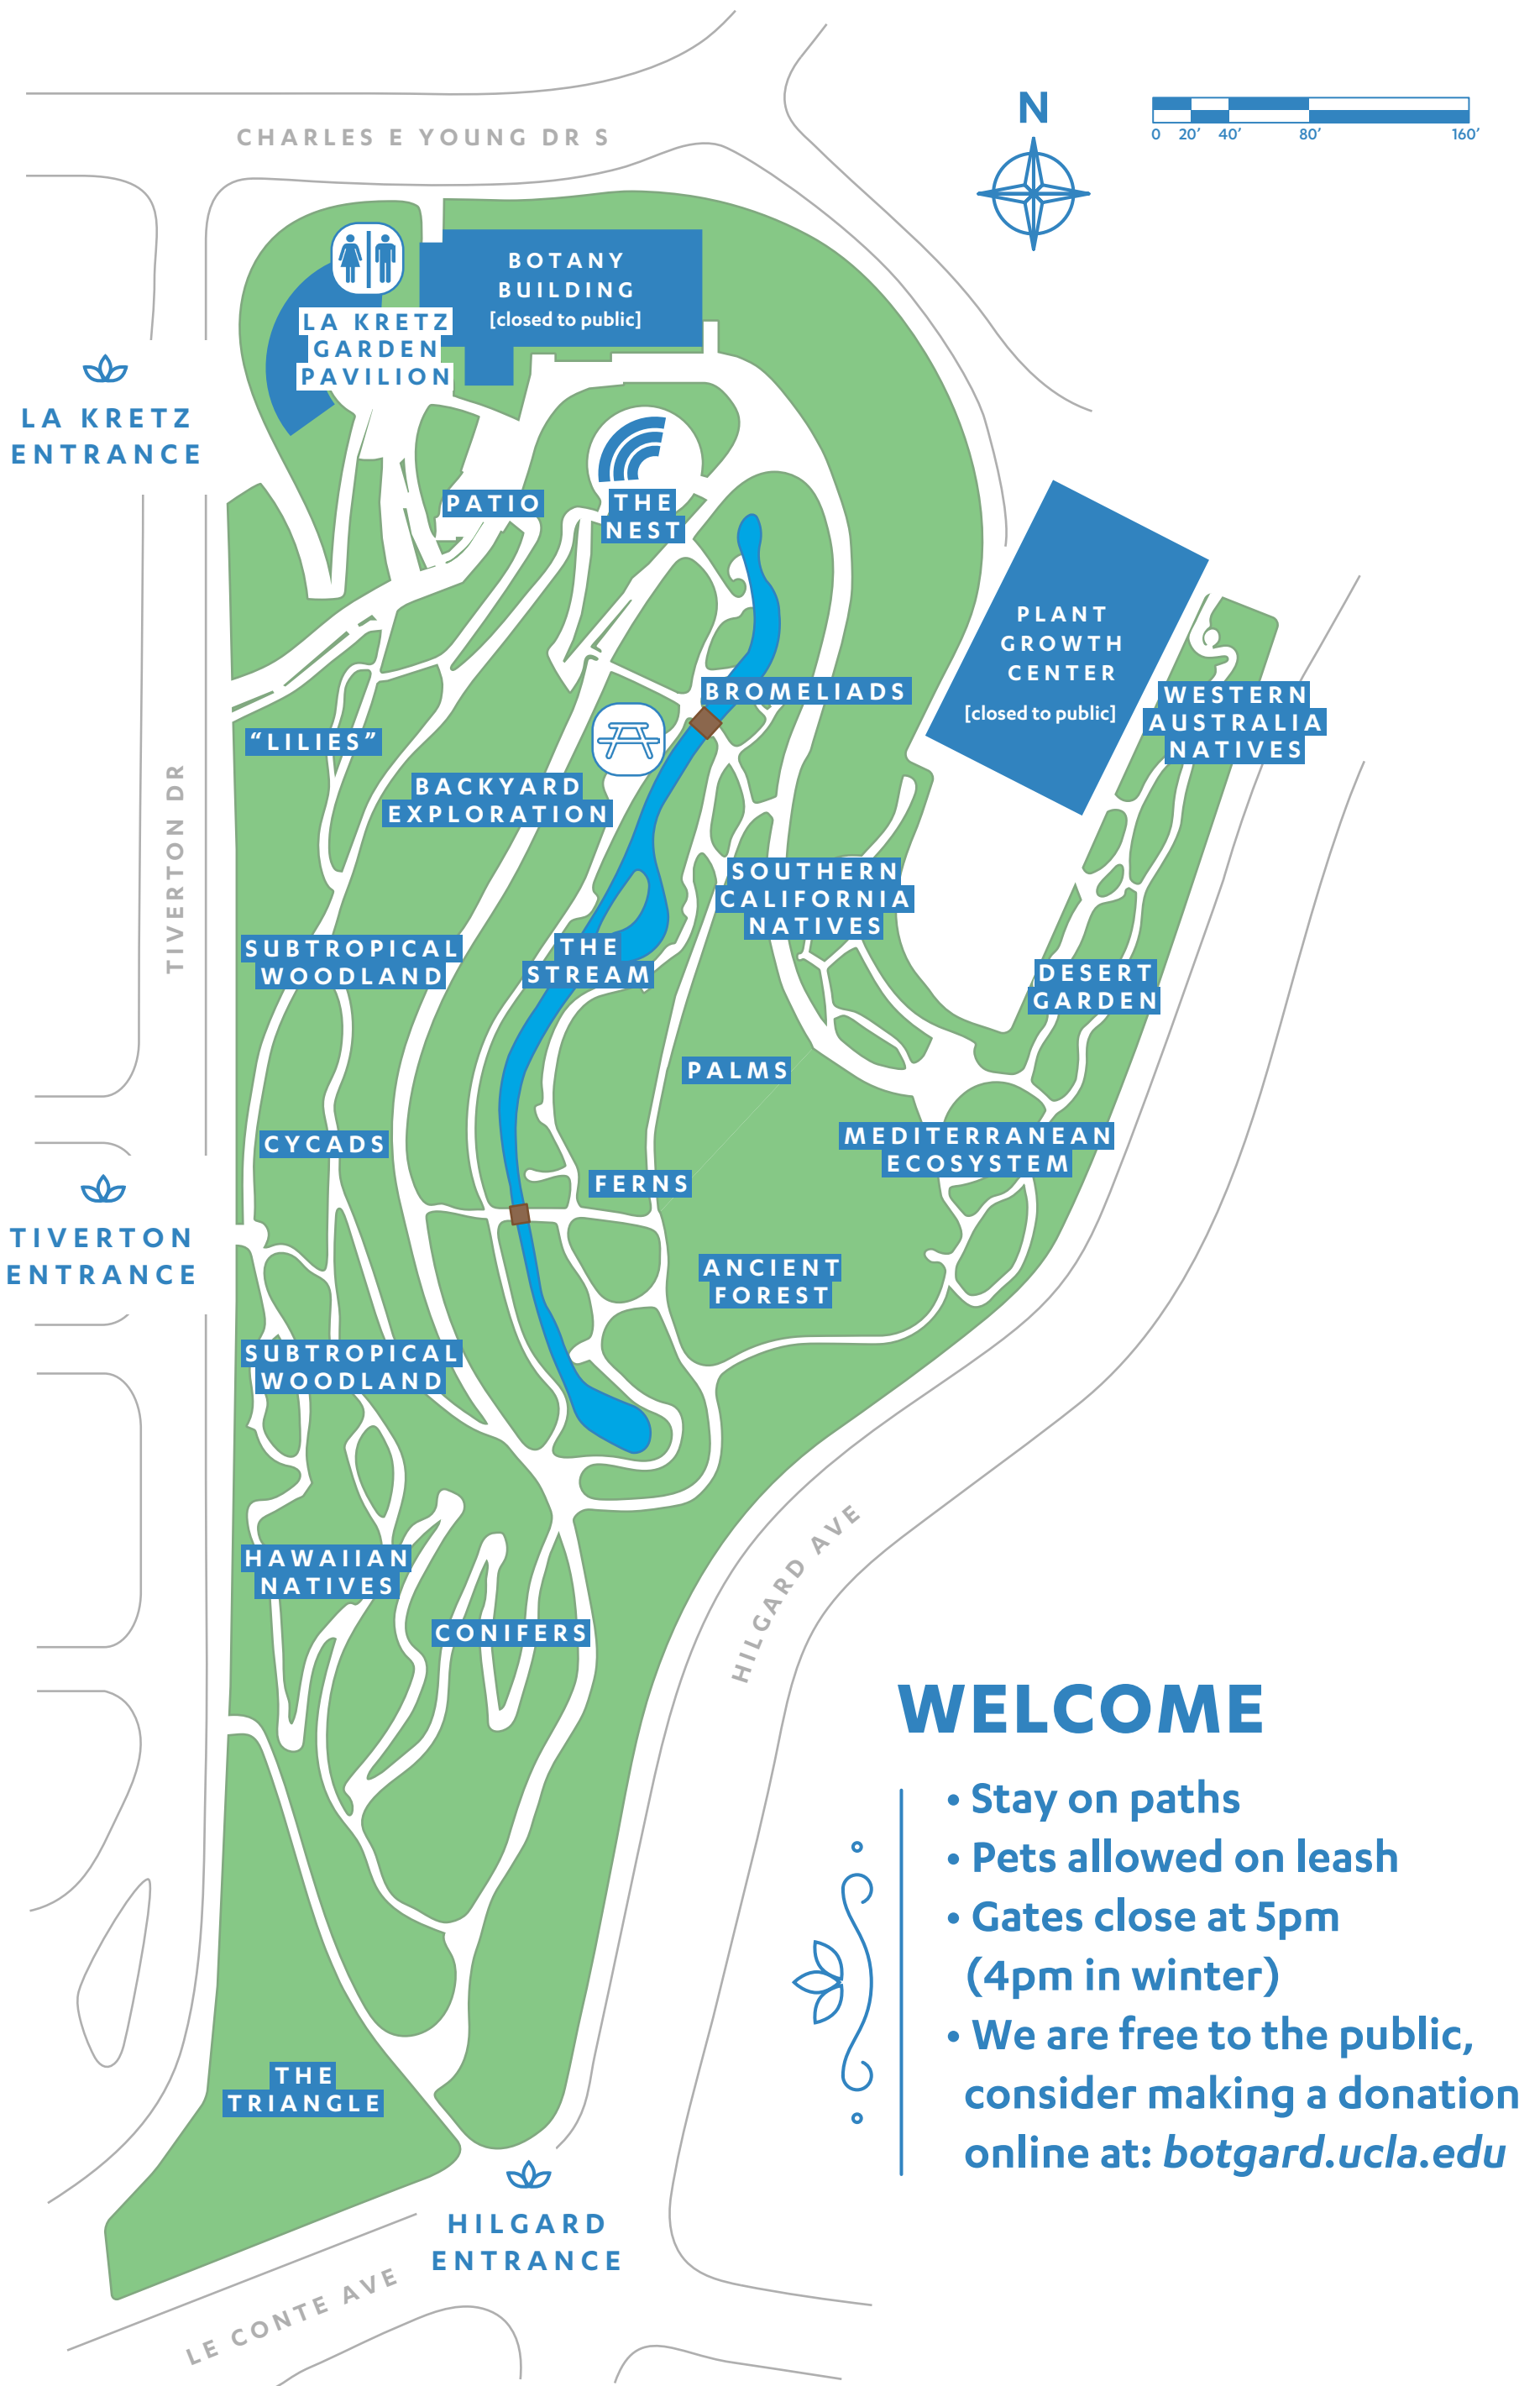 CHARLES E YOUNG DR S
N
0 20’ 40’ 80’ 160’
BOTANY
BUILDING
[closed to public]
LA KRETZ
GARDEN
PAVILION
LA KRETZ
ENTRANCE
PATIO
THE
NEST
PLANT
GROWTH
CENTER
[closed to public]
BROMELIADS
WESTERN
AUSTRALIA
NATIVES
“LILIES”
BACKYARD
EXPLORATION
TIVERTON DR
SOUTHERN
CALIFORNIA
NATIVES
SUBTROPICAL
WOODLAND
THE
STREAM
DESERT
GARDEN
PALMS
CYCADS
MEDITERRANEAN
ECOSYSTEM
FERNS
TIVERTON
ENTRANCE
ANCIENT
FOREST
SUBTROPICAL
WOODLAND
HAWAIIAN
NATIVES
CONIFERS
HILGARD AVE
WELCOME
• Stay on paths
• Pets allowed on leash
• Gates close at 5pm
(4pm in winter)
• We are free to the public,
consider making a donation
online at: botgard.ucla.edu
THE
TRIANGLE
HILGARD
ENTRANCE
LE CONTE AVE